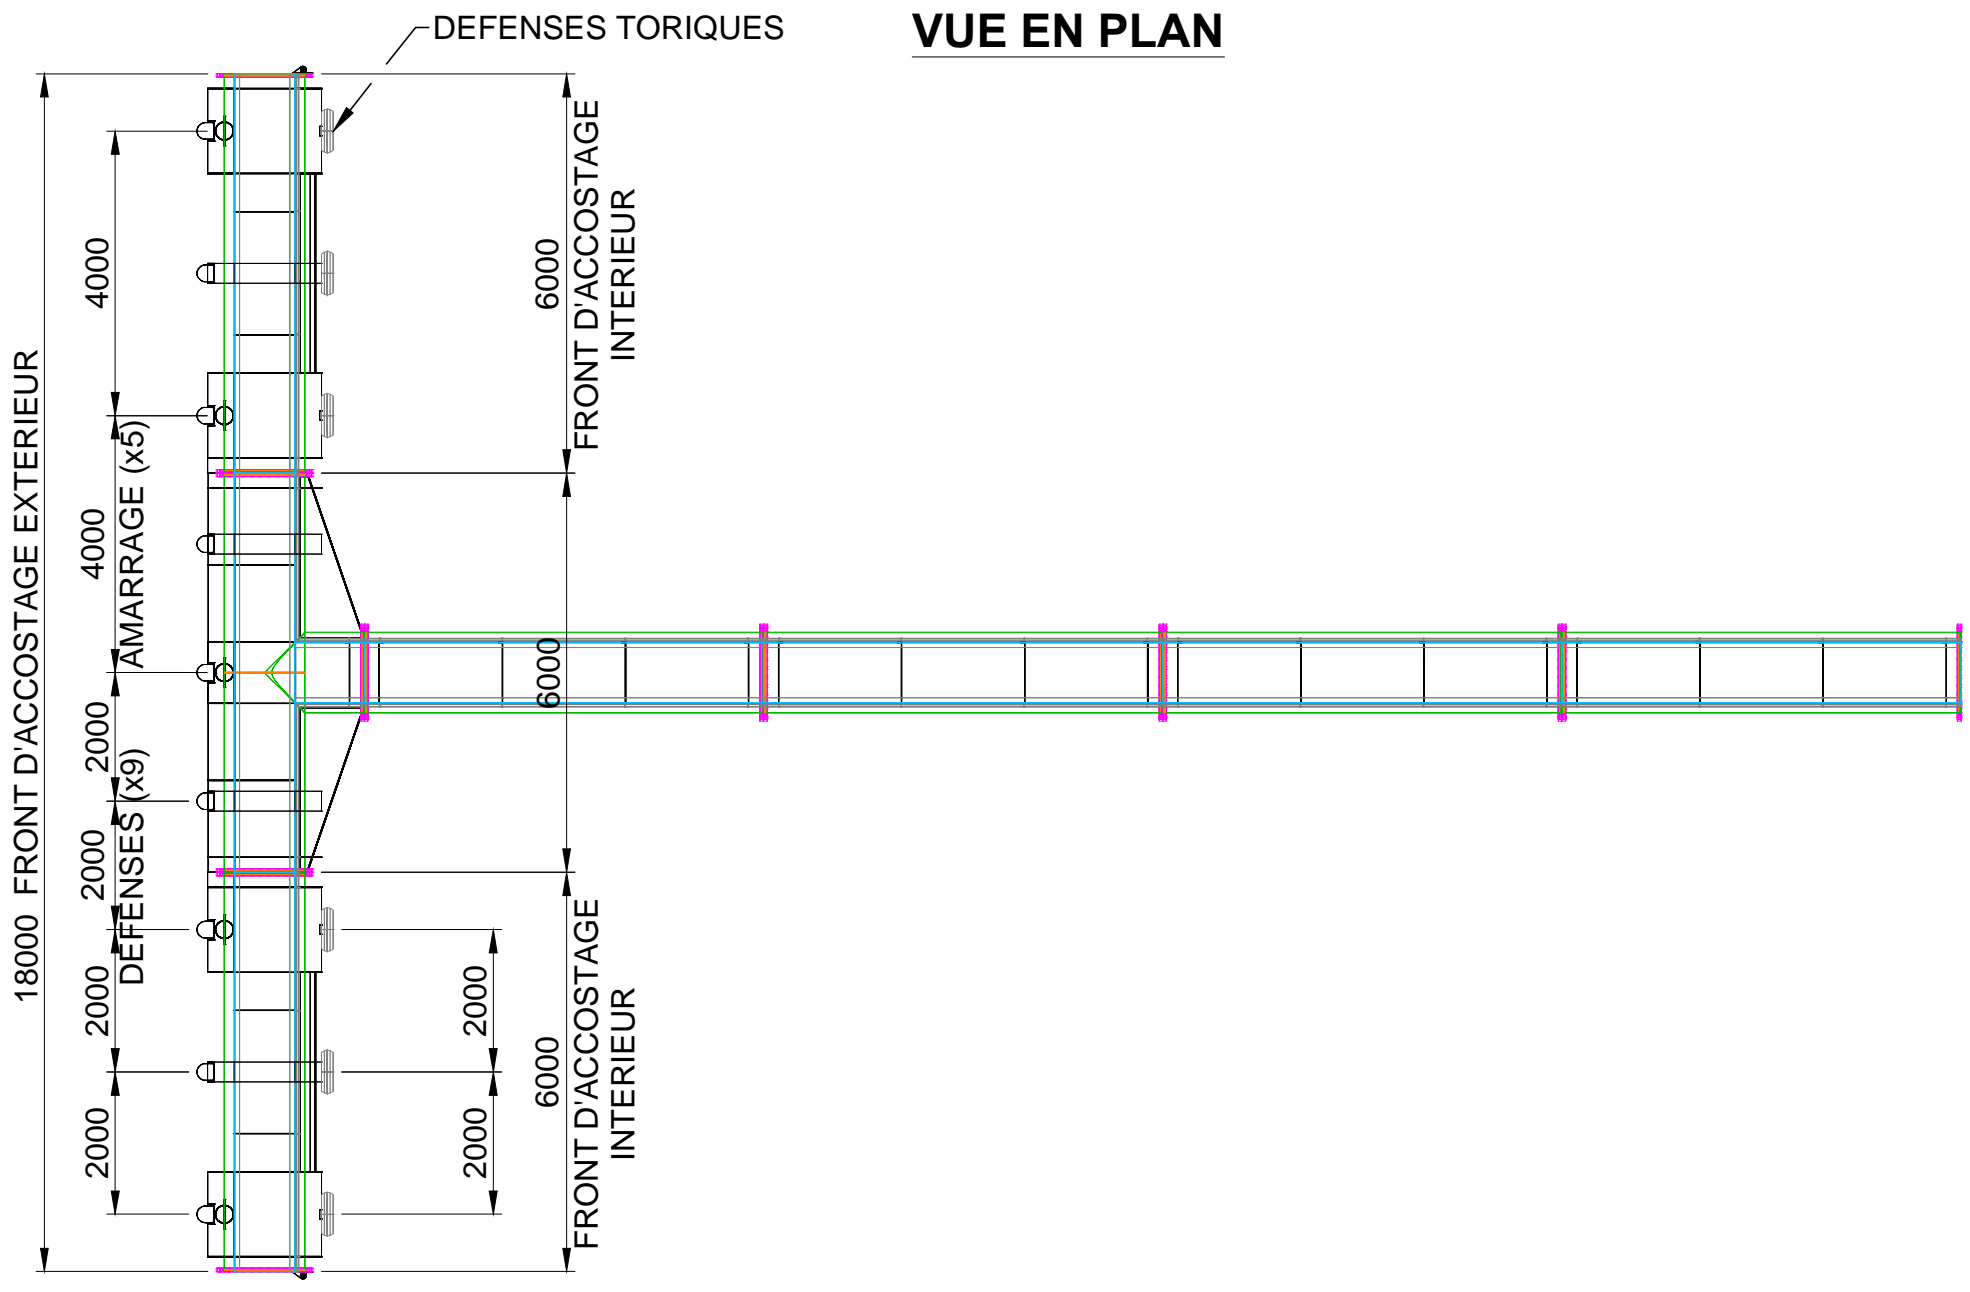 DEFENSES TORIQUES
VUE EN PLAN
18000 FRONT D'ACCOSTAGE EXTERIEUR
4000
4000
AMARRAGE (x5)
2000
2000
DEFENSES (x9)
2000
2000
6000
FRONT D'ACCOSTAGE
INTERIEUR
6000
2000
2000
6000
FRONT D'ACCOSTAGE
INTERIEUR